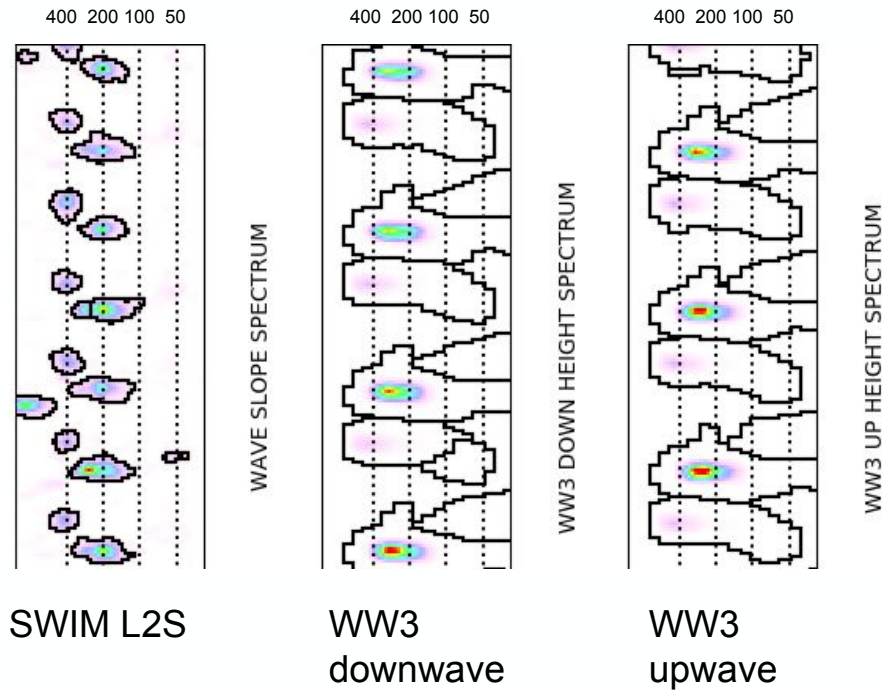 400 200 100 50
400 200 100 50
400 200 100 50
WAVE SLOPE SPECTRUM
WW3 DOWN HEIGHT SPECTRUM
WW3 UP HEIGHT SPECTRUM
SWIM L2S
WW3
downwave
WW3
upwave